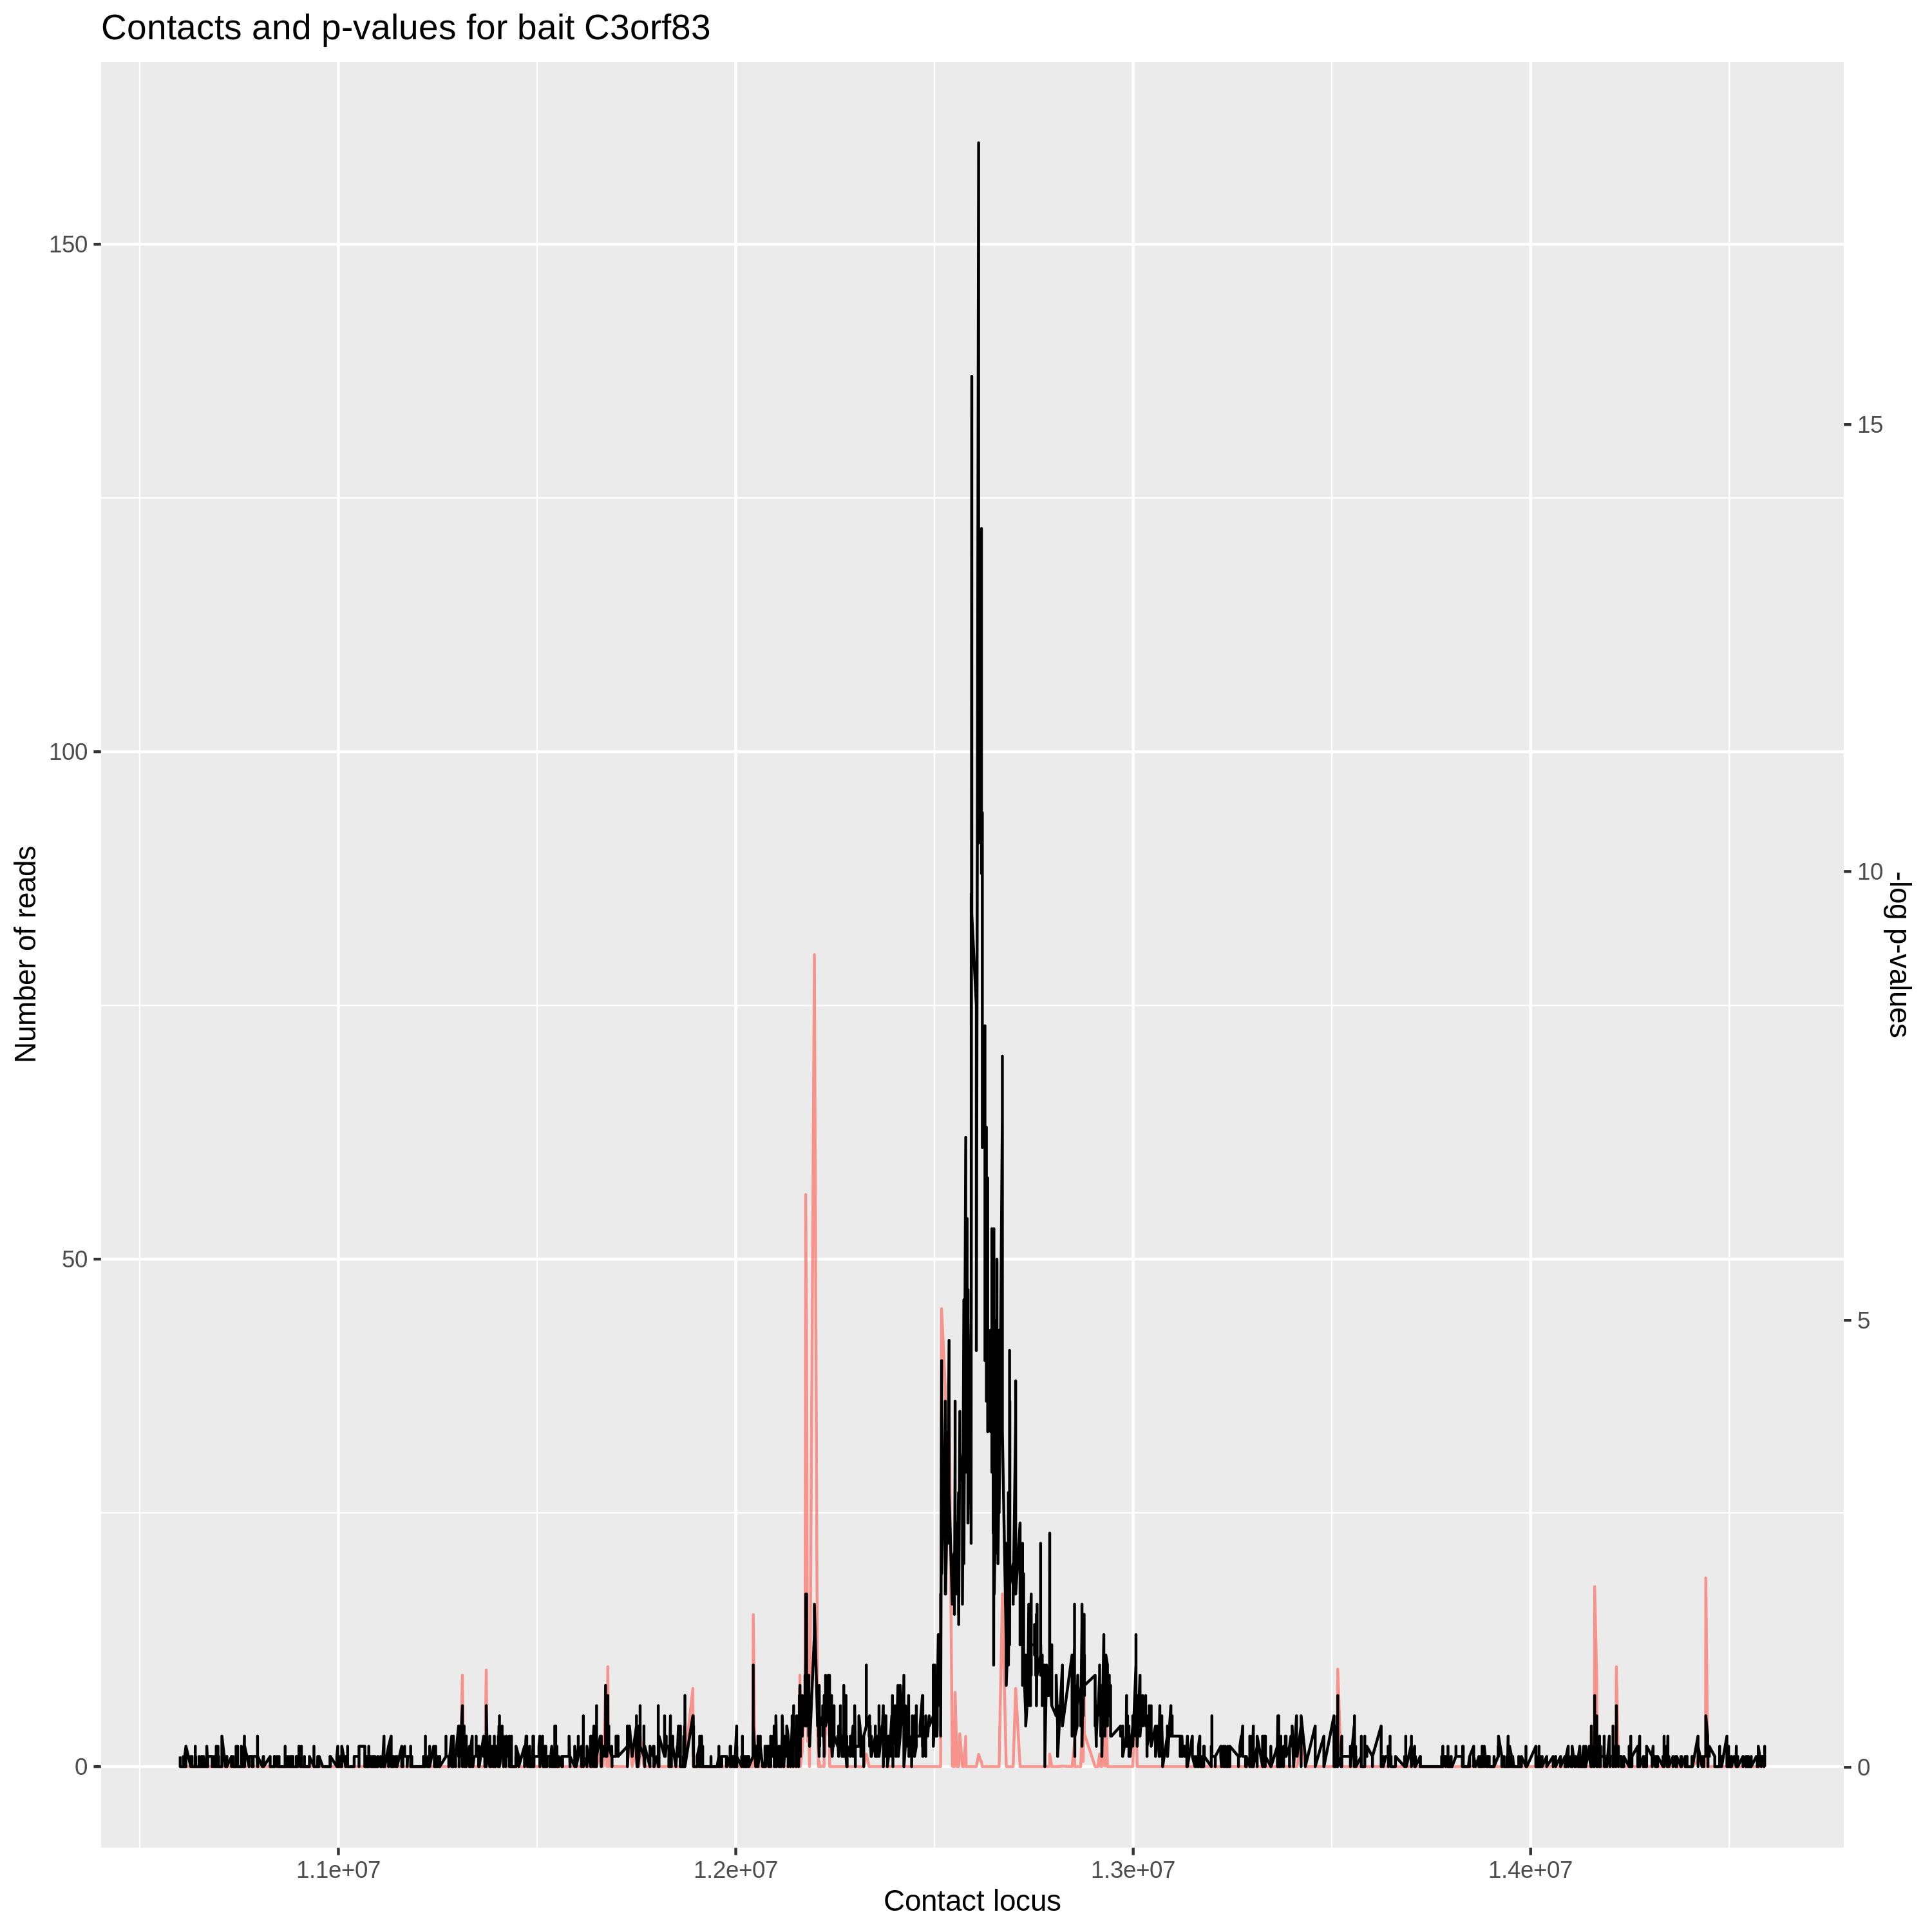 Contacts and p-values for bait C3orf83
150
100
50
0
15
10
5
0
Number of reads
-log p-values
1.1e+07 1.2e+07 1.3e+07 1.4e+07
Contact locus